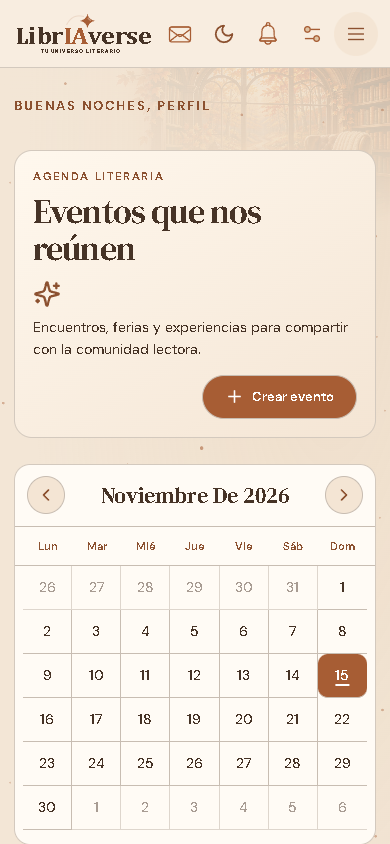 LibrIAverse
TU UNIVERSO LITERARIO
BUENAS NOCHES, PERFIL
AGENDA LITERARIA
Eventos que nos
reúnen
Encuentros, ferias y experiencias para compartir
con la comunidad lectora.
Crear evento
Noviembre De 2026
Lun Mar Mié Jue Vie Sáb Dom
26 27 28 29 30 31 1
2 3 4 5 6 7 8
9 10 11 12 13 14 15
16 17 18 19 20 21 22
23 24 25 26 27 28 29
30 1 2 3 4 5 6